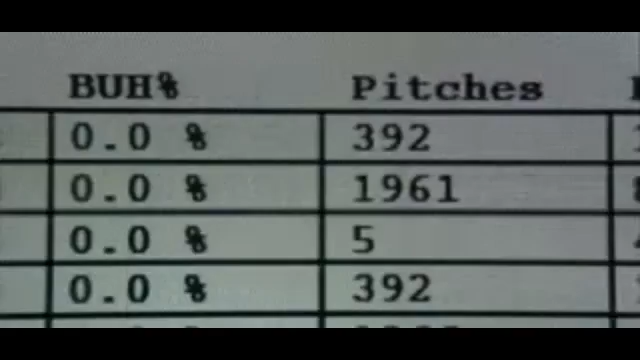 BUH% Pitches
0.0 % 392
0.0 % 1961
0.0 % 5
0.0 % 392